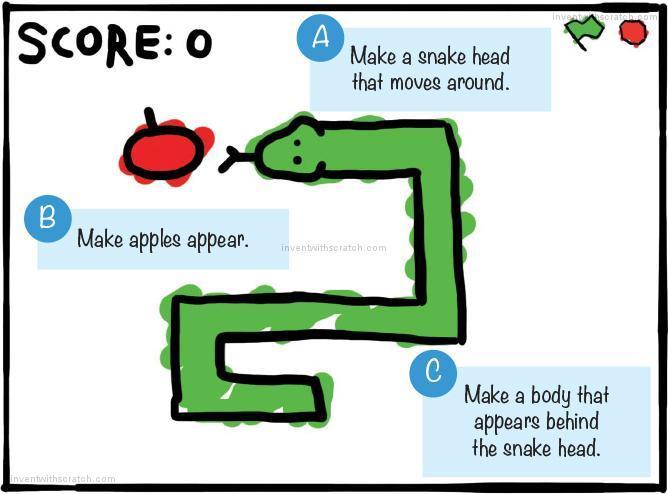 inventwithscratch.com
SCORE: 0
A
Make a snake head
that moves around.
B
Make apples appear.
inventwithscratch.com
C
Make a body that
appears behind
the snake head.
inventwithscratch.com